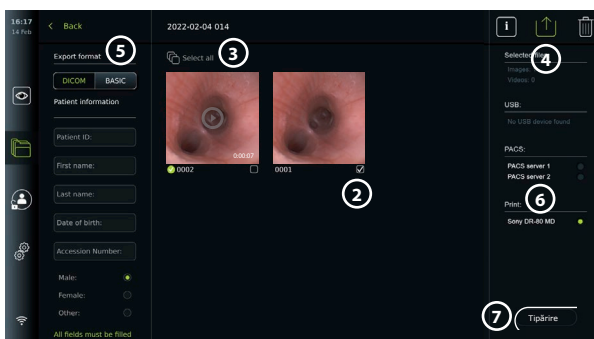 16:17
14 Feb
Back
2022-02-04 014
i
Export format
5
DICOM
BASIC
Patient information
Patient ID:
First name:
Last name:
Date of birth:
Accession Number:
Male:
Female:
Other:
All fields must be filled
Select all
3
0:00:07
0002
0001
2
Selected files:
4
Images:
Videos: 0
USB:
No USB device found
PACS:
PACS server 1
PACS server 2
Print:
6
Sony DR-80 MD
7
Tipărire